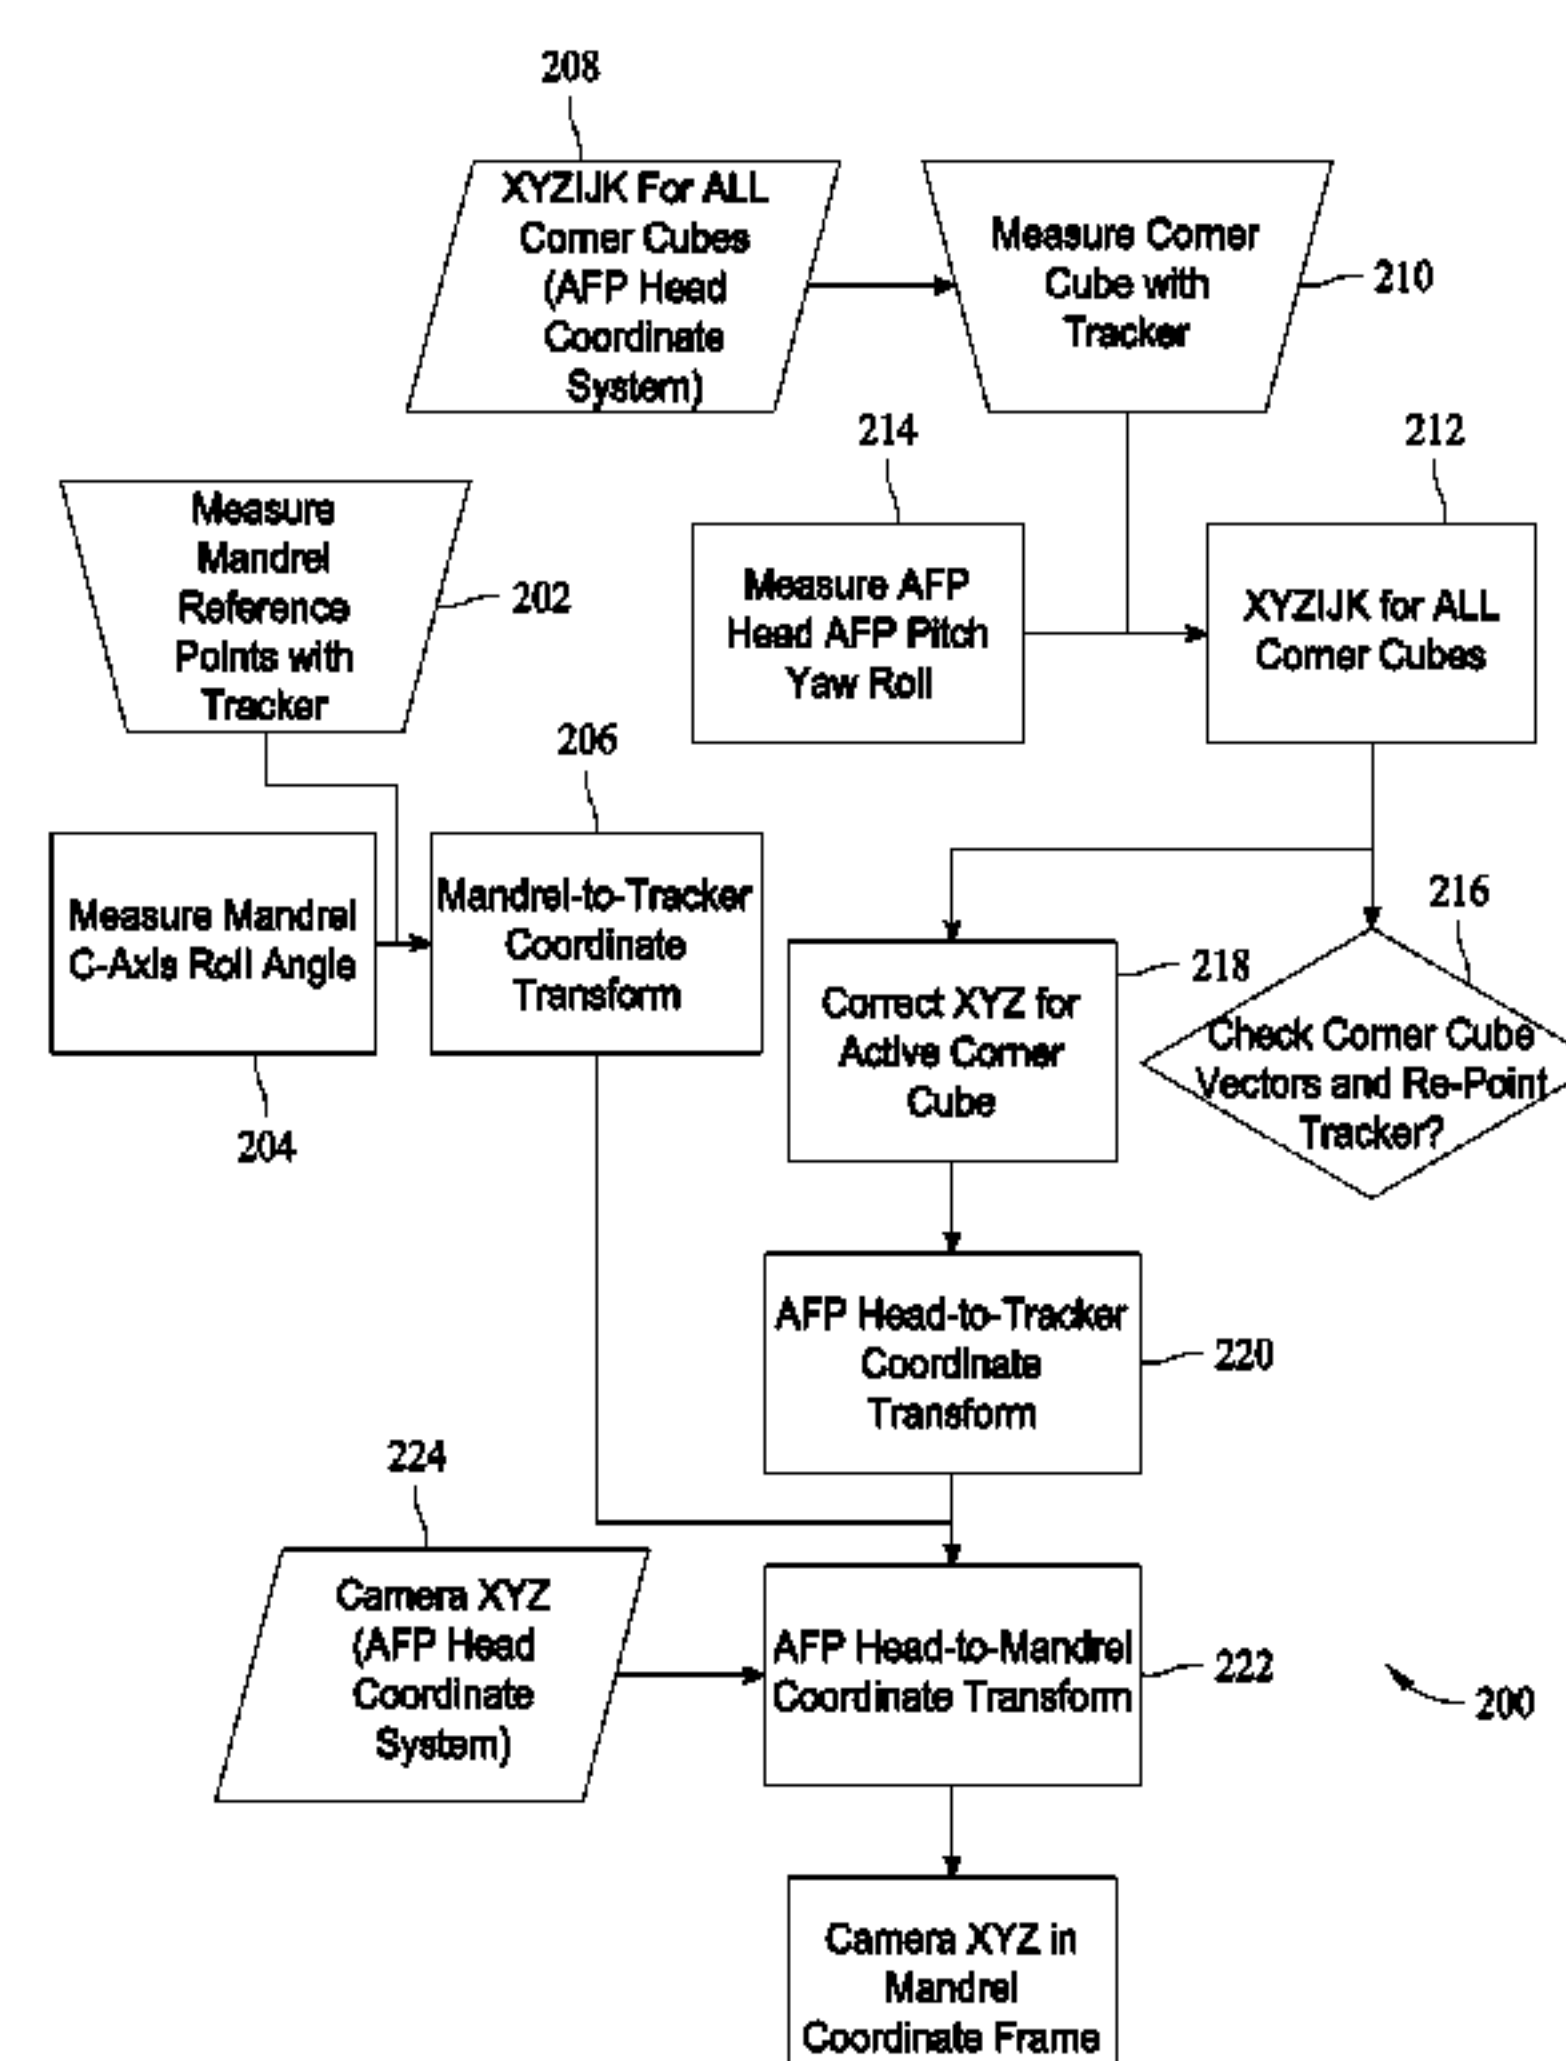 208
XYZIJK For ALL
Corner Cubes
(AFP Head
Coordinate
System)
Measure Corner
Cube with
Tracker
210
214
212
Measure
Mandrel
Reference
Points with
Tracker
202
Measure AFP
Head AFP Pitch
Yaw Roll
XYZIJK for ALL
Corner Cubes
206
Measure Mandrel
C-Axis Roll Angle
204
Mandrel-to-Tracker
Coordinate
Transform
216
218
Correct XYZ for
Active Corner
Cube
Check Corner Cube
Vectors and Re-Point
Tracker?
AFP Head-to-Tracker
Coordinate
Transform
220
224
Camera XYZ
(AFP Head
Coordinate
System)
AFP Head-to-Mandrel
Coordinate Transform
222
200
Camera XYZ in
Mandrel
Coordinate Frame